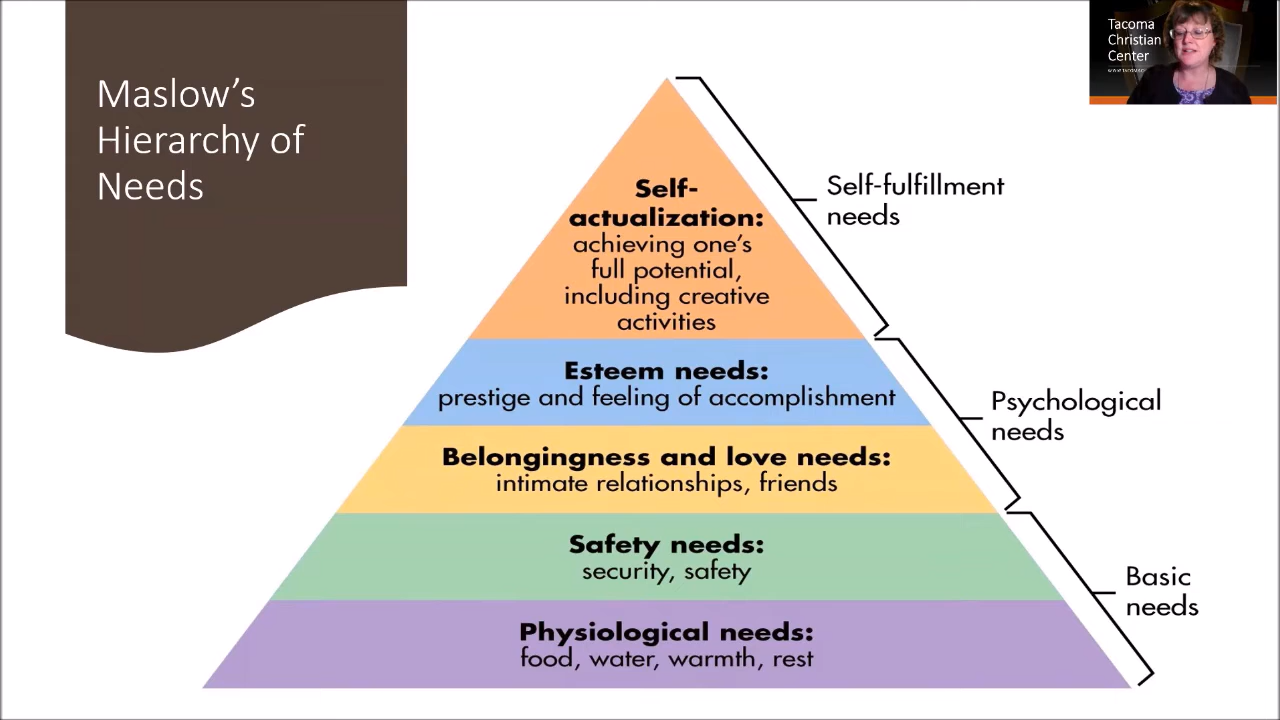 Maslow’s
Hierarchy of
Needs
Tacoma
Christian
Center
Self-
actualization:
achieving one’s
full potential,
including creative
activities
Self-fulfillment
needs
Esteem needs:
prestige and feeling of accomplishment
Psychological
needs
Belongingness and love needs:
intimate relationships, friends
Safety needs:
security, safety
Basic
needs
Physiological needs:
food, water, warmth, rest